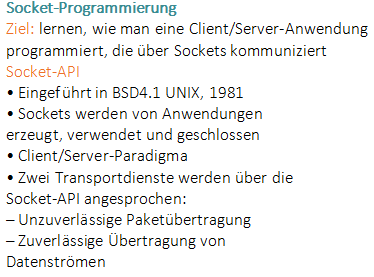 Socket-Programmierung
Ziel: lernen, wie man eine Client/Server-Anwendung
programmiert, die über Sockets kommuniziert
Socket-API
• Eingeführt in BSD4.1 UNIX, 1981
• Sockets werden von Anwendungen
erzeugt, verwendet und geschlossen
• Client/Server-Paradigma
• Zwei Transportdienste werden über die
Socket-API angesprochen:
– Unzuverlässige Paketübertragung
– Zuverlässige Übertragung von
Datenströmen